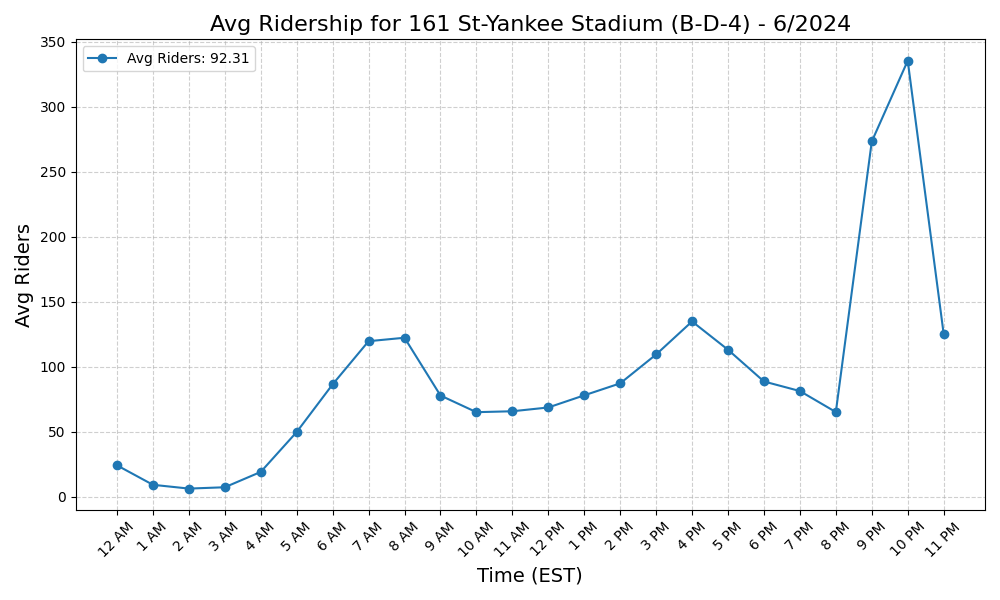 Avg Ridership for 161 St-Yankee Stadium (B-D-4) - 6/2024
Avg Riders: 92.31
Avg Riders
350
300
250
200
150
100
50
0
12 AM
1 AM
2 AM
3 AM
4 AM
5 AM
6 AM
7 AM
8 AM
9 AM
10 AM
11 AM
12 PM
1 PM
2 PM
3 PM
4 PM
5 PM
6 PM
7 PM
8 PM
9 PM
10 PM
11 PM
Time (EST)